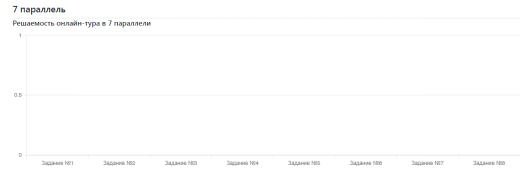 7 параллель
Решаемость онлайн-тура в 7 параллели
1
0.5
0
Задание №1 Задание №2 Задание №3 Задание №4 Задание №5 Задание №6 Задание №7 Задание №8